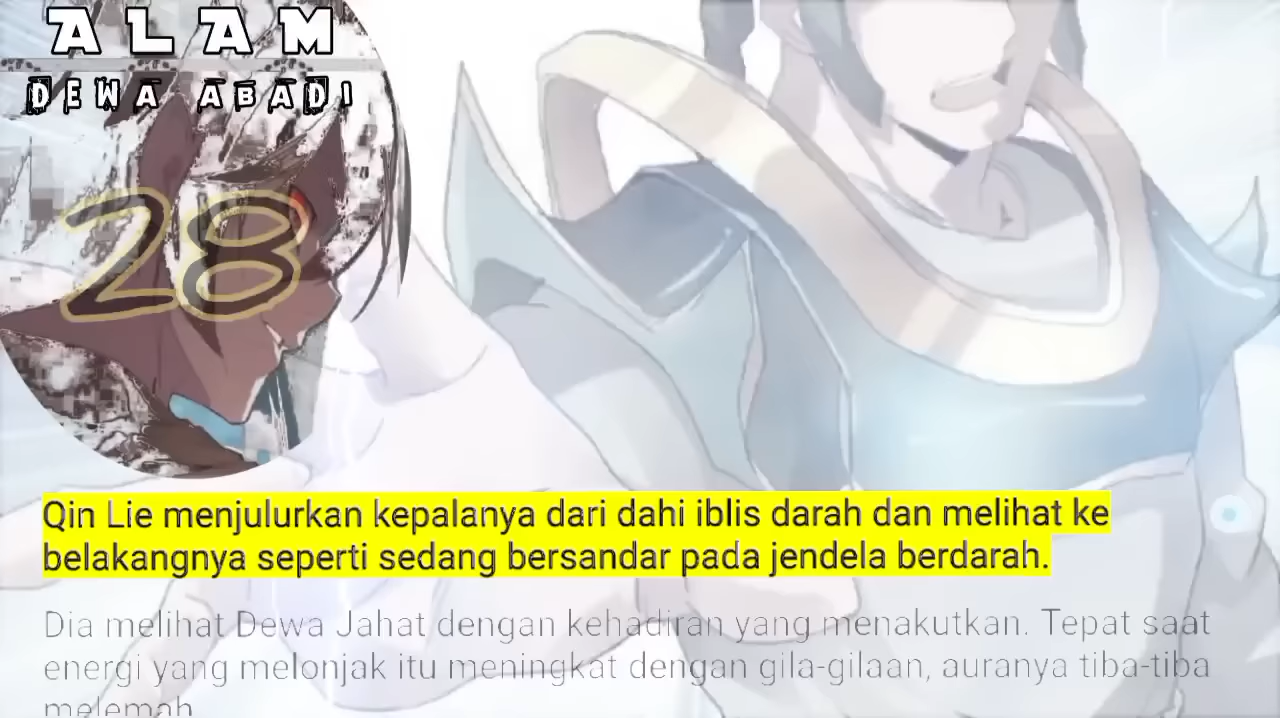 ALAM
DEWA ABADI
28
Qin Lie menjulurkan kepalanya dari dahi iblis darah dan melihat ke
belakangnya seperti sedang bersandar pada jendela berdarah.
Dia melihat Dewa Jahat dengan kehadiran yang menakutkan. Tepat saat
energi yang melonjak itu meningkat dengan gila-gilaan, auranya tiba-tiba
melemah